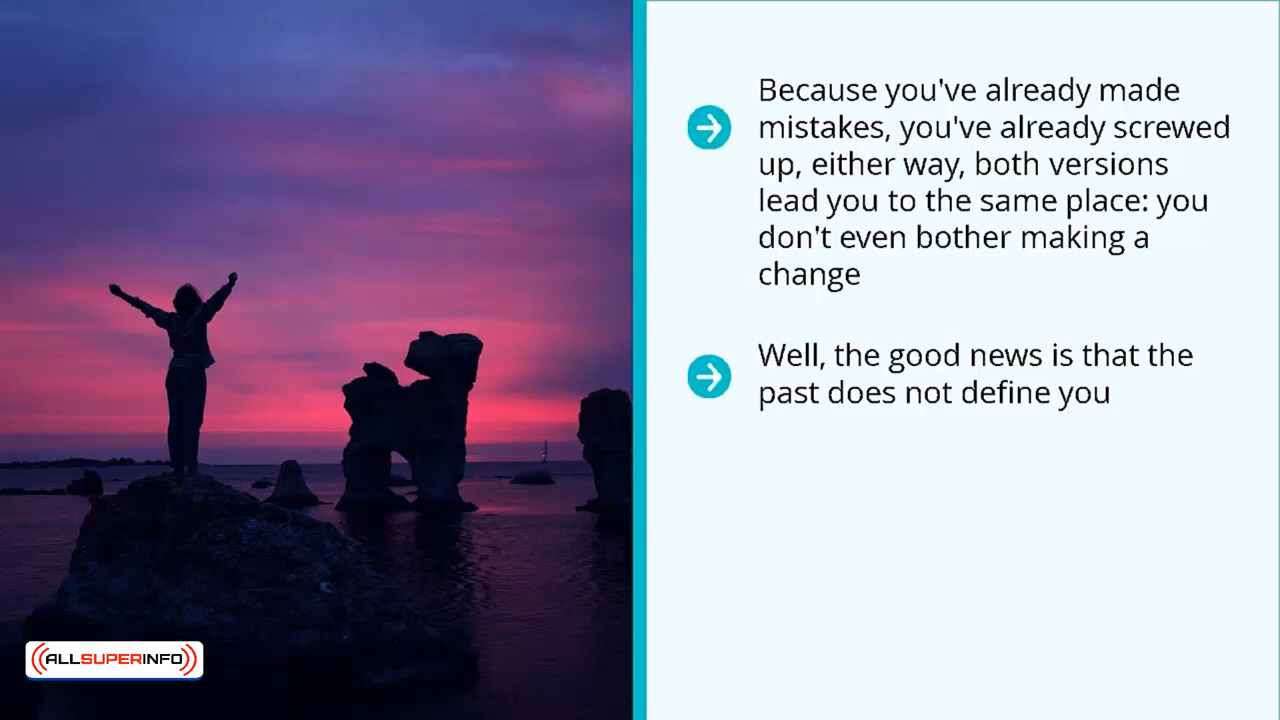 Because you've already made
mistakes, you've already screwed
up, either way, both versions
lead you to the same place: you
don't even bother making a
change
Well, the good news is that the
past does not define you
ALLSUPERINFO